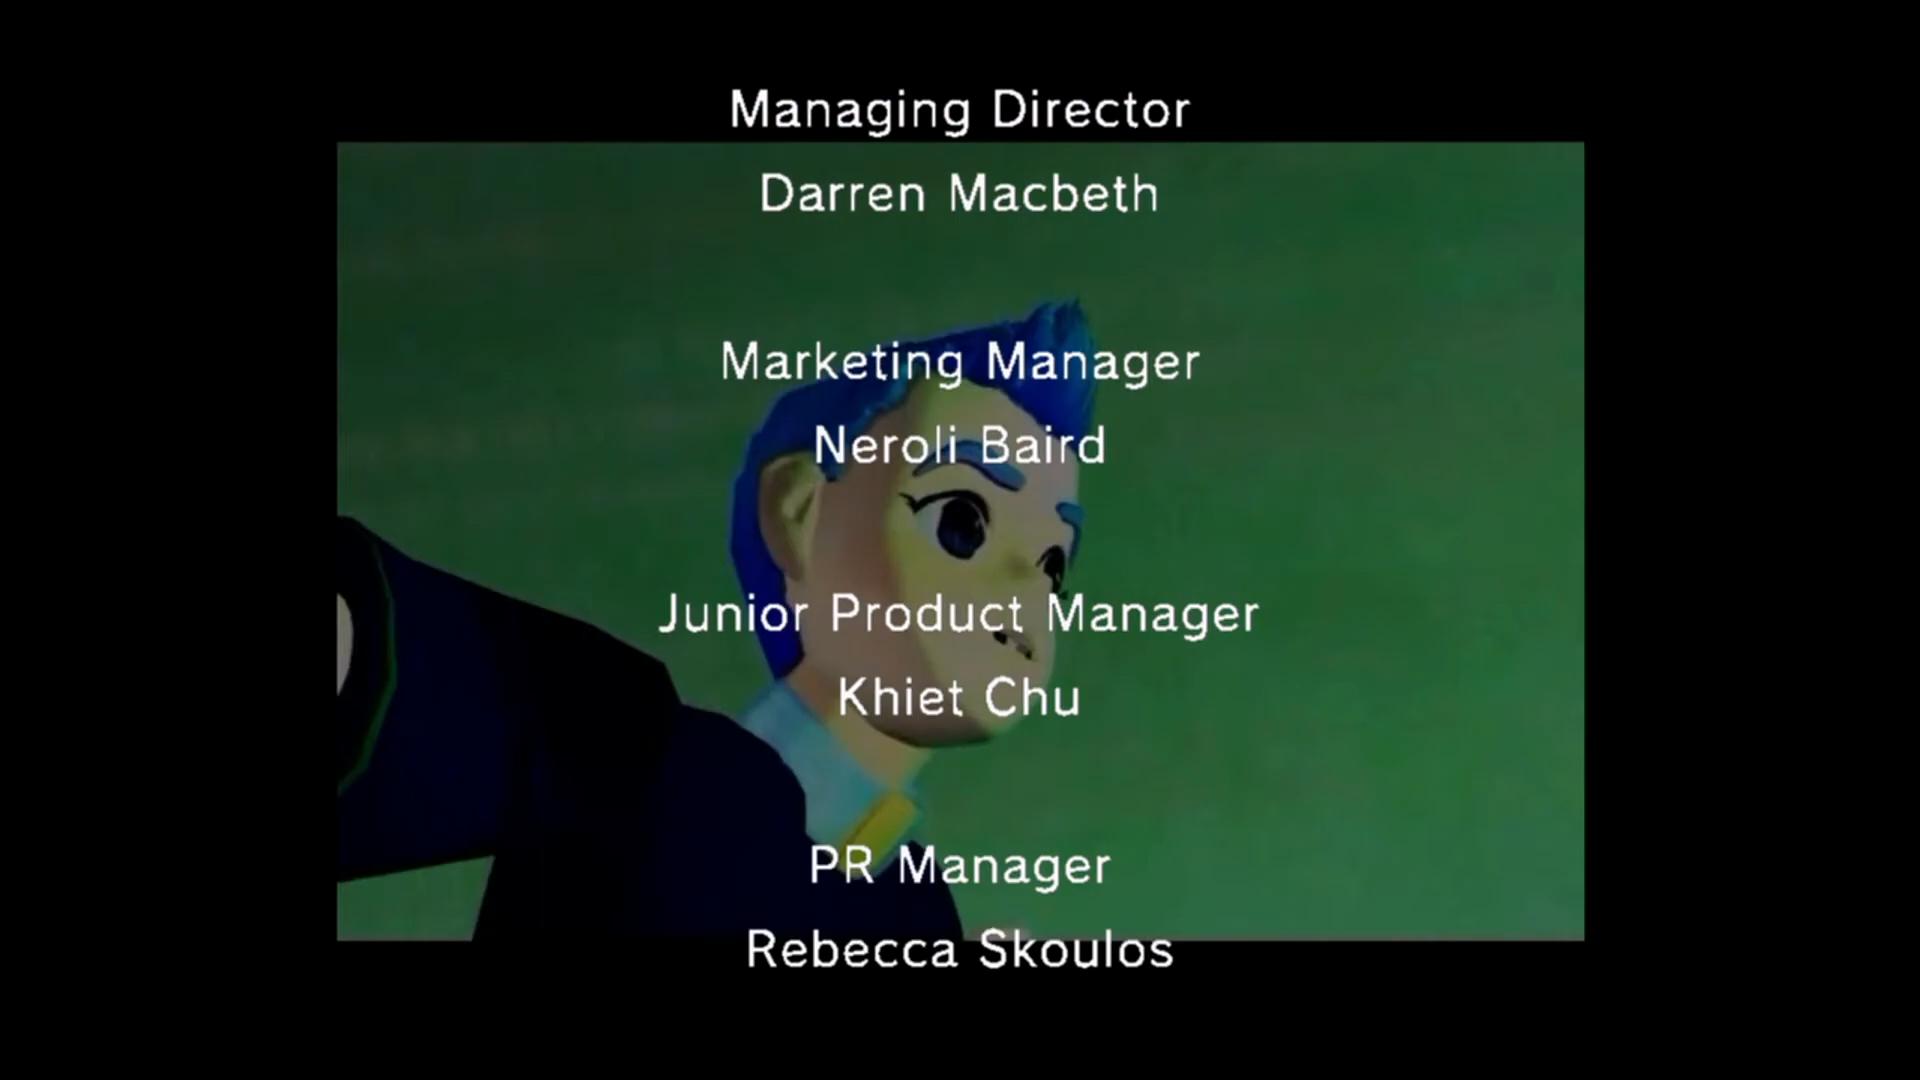 Managing Director
Darren Macbeth
Marketing Manager
Neroli Baird
Junior Product Manager
Khiet Chu
PR Manager
Rebecca Skoulos